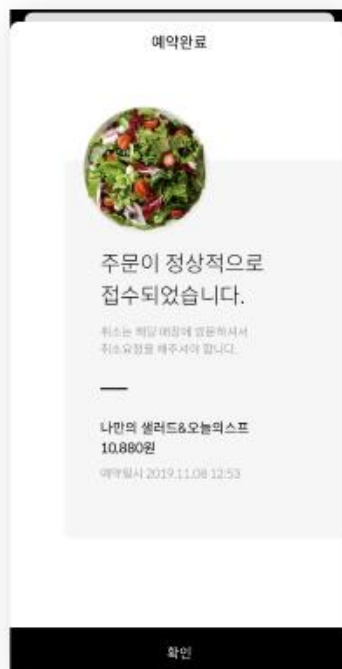 예약완료
주문이 정상적으로
접수되었습니다.
취소는 해당 매장에 방문하셔서
취소요청을 해주셔야 합니다.
나만의 샐러드&오늘의스프
10,880원
예약일시 2019.11.08 12:53
확인